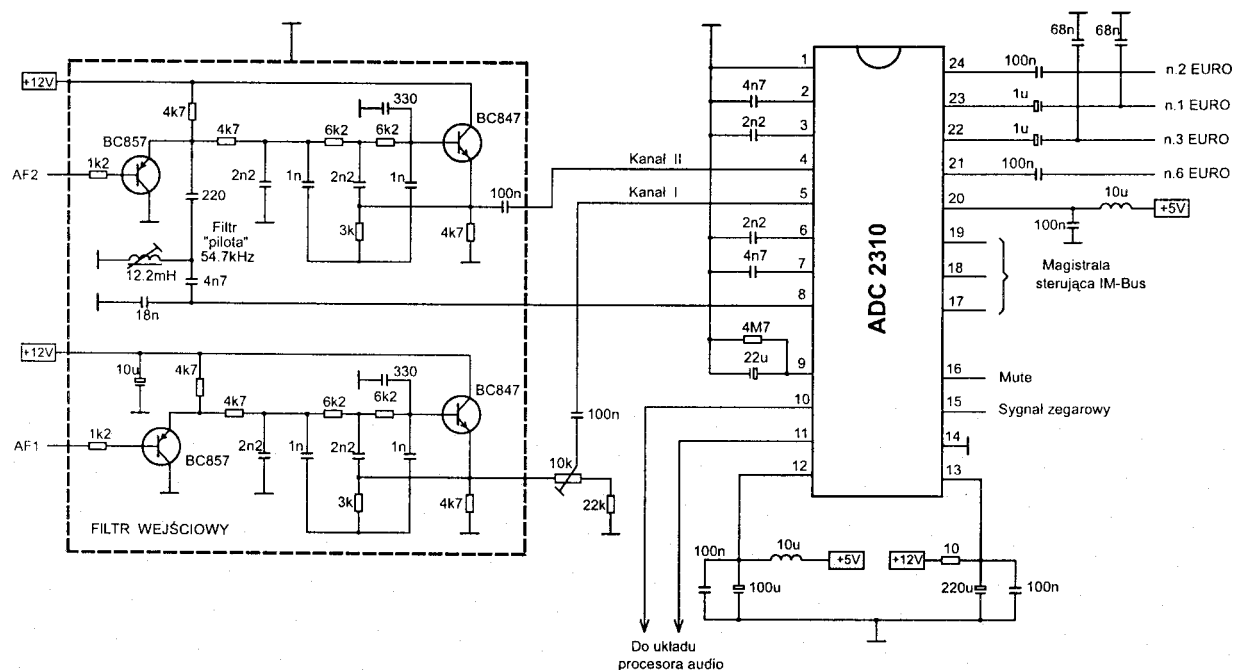 +12V
4k7
BC857
1k2
AF2
220
4k7
2n2
1n
6k2
2n2
6k2
330
1n
BC847
3k
4k7
100n
Filtr
"pilota"
54.7kHz
12.2mH
4n7
18n
+12V
10u
4k7
AF1
1k2
BC857
4k7
2n2
1n
6k2
2n2
6k2
330
1n
BC847
3k
4k7
FILTR WEJŚCIOWY
Kanał II
Kanał I
100n
10k
22k
4n7
2n2
2n2
4n7
4M7
22u
1
2
3
4
5
6
7
8
9
10
11
12
ADC 2310
24
23
22
21
20
19
18
17
16
15
14
13
68n
68n
100n
n.2 EURO
1u
n.1 EURO
1u
n.3 EURO
100n
n.6 EURO
10u
+5V
100n
Magistrala
sterująca IM-Bus
Mute
Sygnał zegarowy
100n
10u
+5V
100u
+12V
10
220u
100n
Do układu
procesora audio